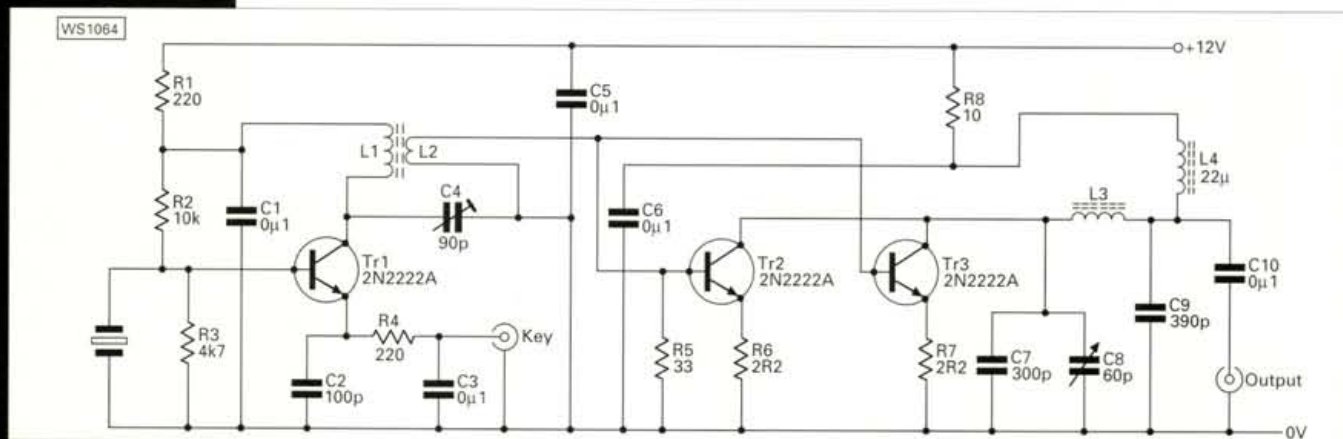 WS1064
+12V
R1
220
C5
0µ1
R8
10
L1
L2
L4
22µ
R2
10k
C1
0µ1
C4
90p
C6
0µ1
L3
Tr1
2N2222A
Tr2
2N2222A
Tr3
2N2222A
C10
0µ1
R3
4k7
R4
220
Key
C9
390p
R5
33
R6
2R2
R7
2R2
C7
300p
C8
60p
C2
100p
C3
0µ1
Output
0V